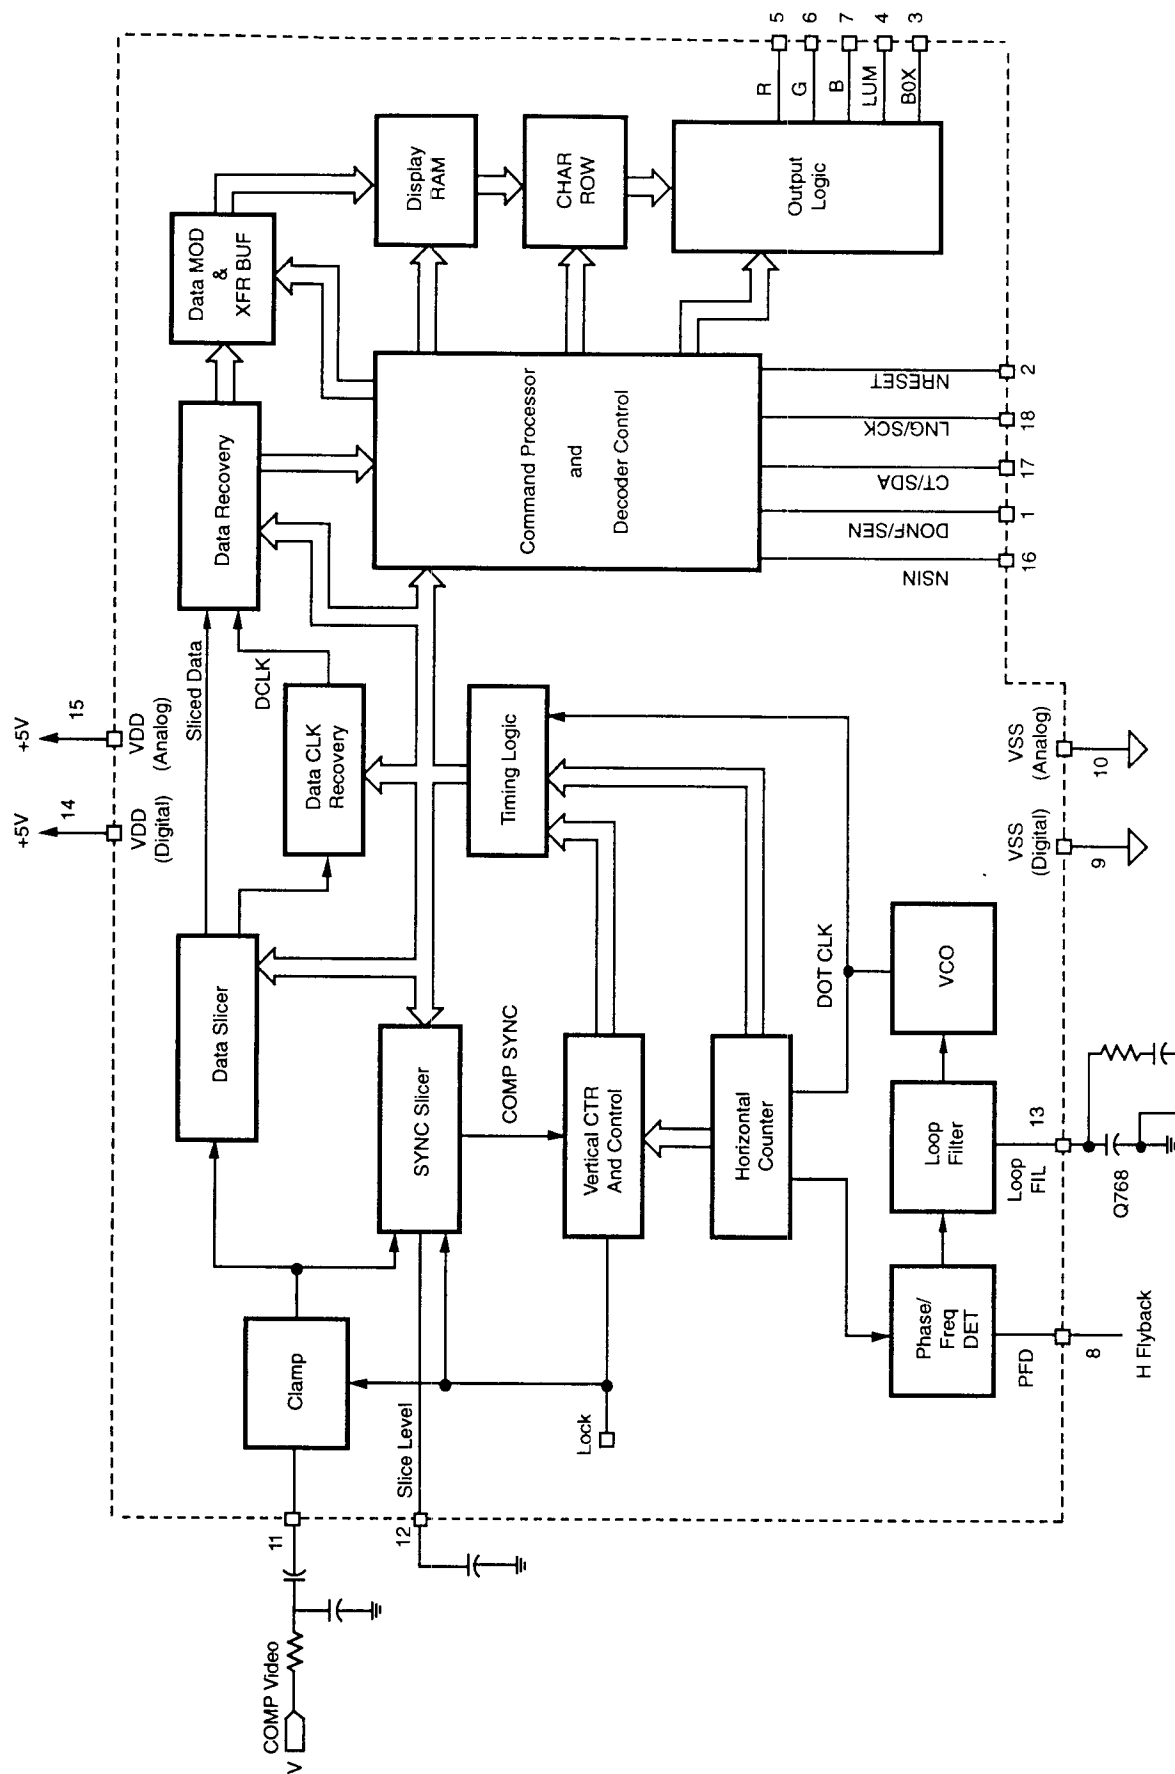 +5V
14
VDD
(Digital)
+5V
15
VDD
(Analog)
COMP Video
V
11
Clamp
Data Slicer
Sliced Data
DCLK
Data CLK
Recovery
Data Recovery
Data MOD
&
XFR BUF
Display
RAM
CHAR
ROW
Output
Logic
R
5
G
6
B
7
LUM
4
BOX
3
Slice Level
12
SYNC Slicer
COMP SYNC
Timing Logic
Command Processor
and
Decoder Control
Lock
Vertical CTR
And Control
Horizontal
Counter
DOT CLK
NSIN
16
DONF/SEN
1
CT/SDA
17
LNG/SCK
18
NRESET
2
Phase/
Freq
DET
Loop
Filter
VCO
PFD
8
H Flyback
Loop
FIL
13
Q768
VSS
(Digital)
9
VSS
(Analog)
10